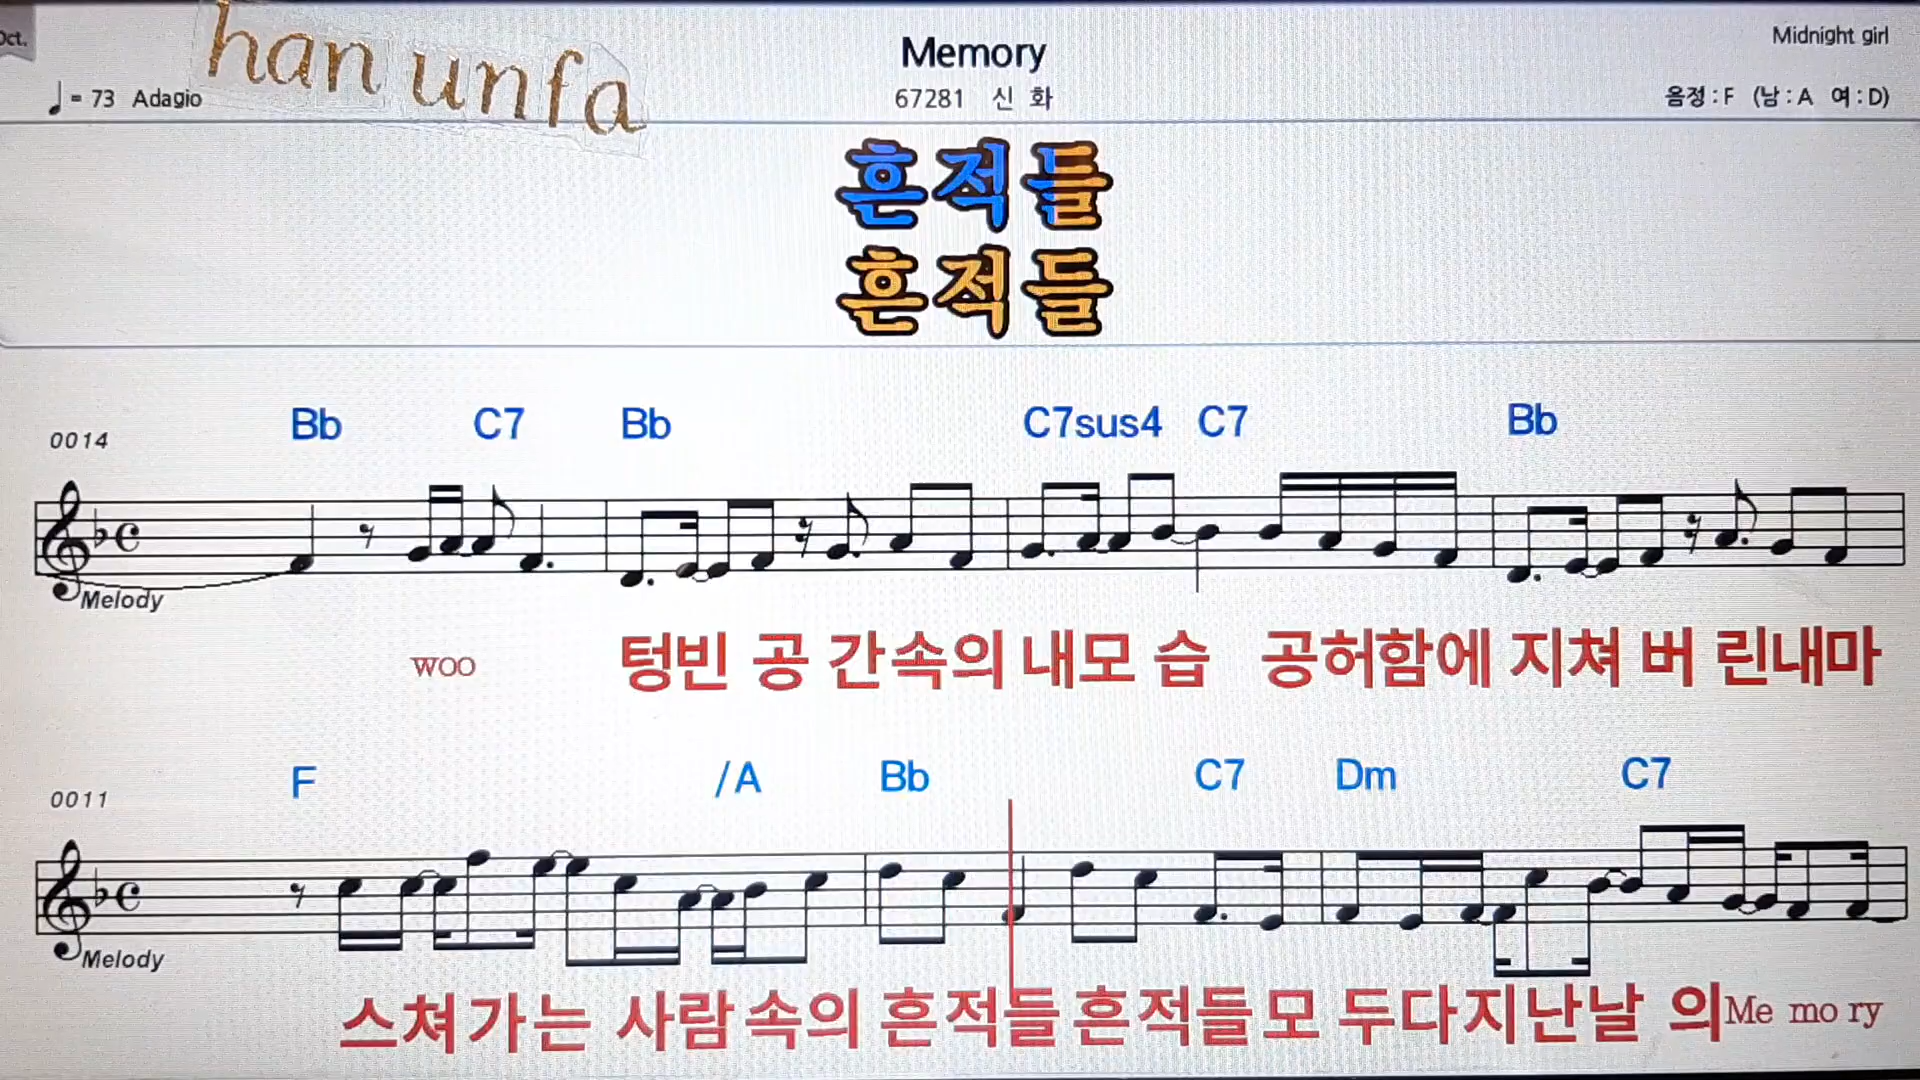 Oct.
han unfa
Memory
Midnight girl
♩= 73 Adagio
67281 신 화
음정 : F (남 : A 여 : D)
흔적들
흔적들
0014
Bb C7 Bb C7sus4 C7 Bb
Melody
woo 텅빈 공 간속의 내모 습 공허함에 지쳐 버 린내마
0011
F /A Bb C7 Dm C7
Melody
스쳐가는 사람속의 흔적들흔적들모 두다지난날 의Me mo ry